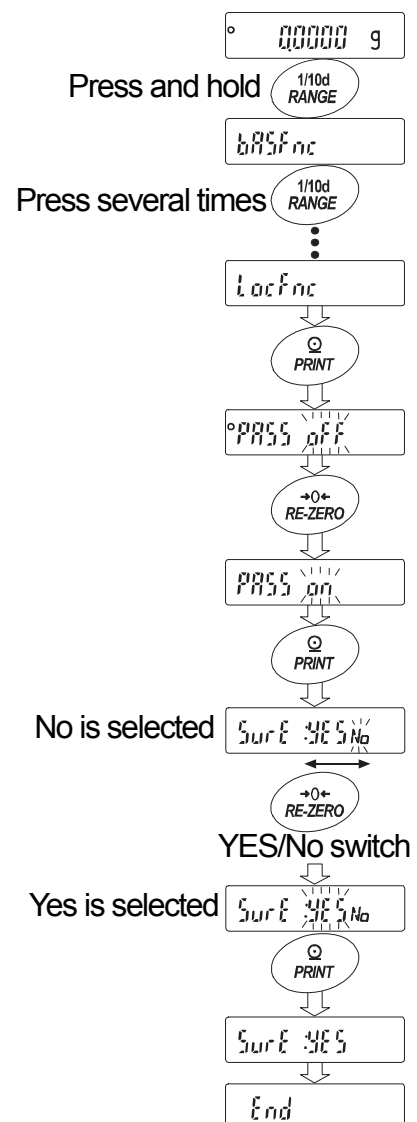 0.0000 g
Press and hold
1/10d
RANGE
bASFnc
Press several times
1/10d
RANGE
LocFnc
PRINT
PASS oFF
→0←
RE-ZERO
PASS on
PRINT
No is selected
SurE :YES No
→0←
RE-ZERO
YES/No switch
Yes is selected
SurE :YES No
PRINT
SurE :YES
End